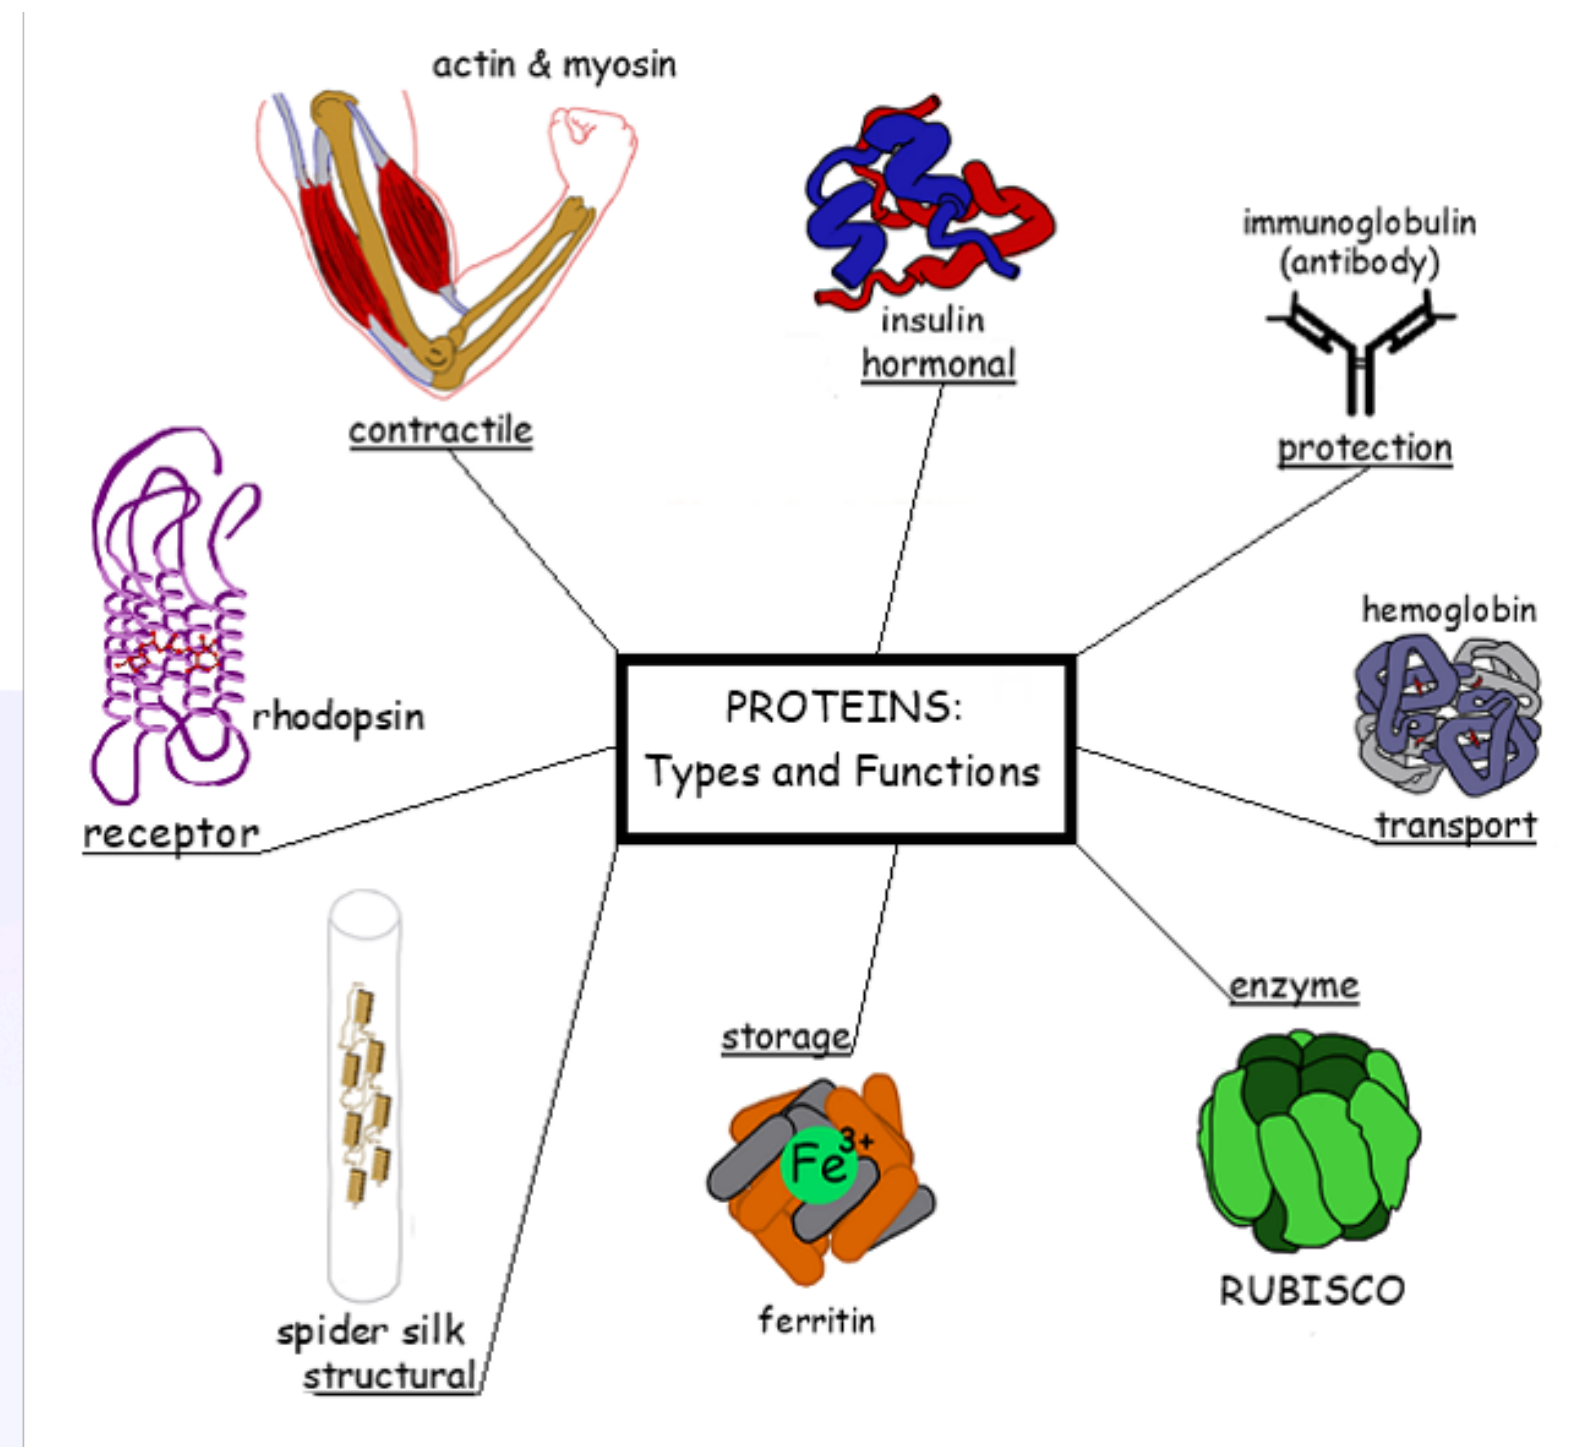 actin & myosin
contractile
insulin
hormonal
immunoglobulin
(antibody)
protection
rhodopsin
receptor
PROTEINS:
Types and Functions
hemoglobin
transport
spider silk
structural
storage
Fe3+
ferritin
enzyme
RUBISCO